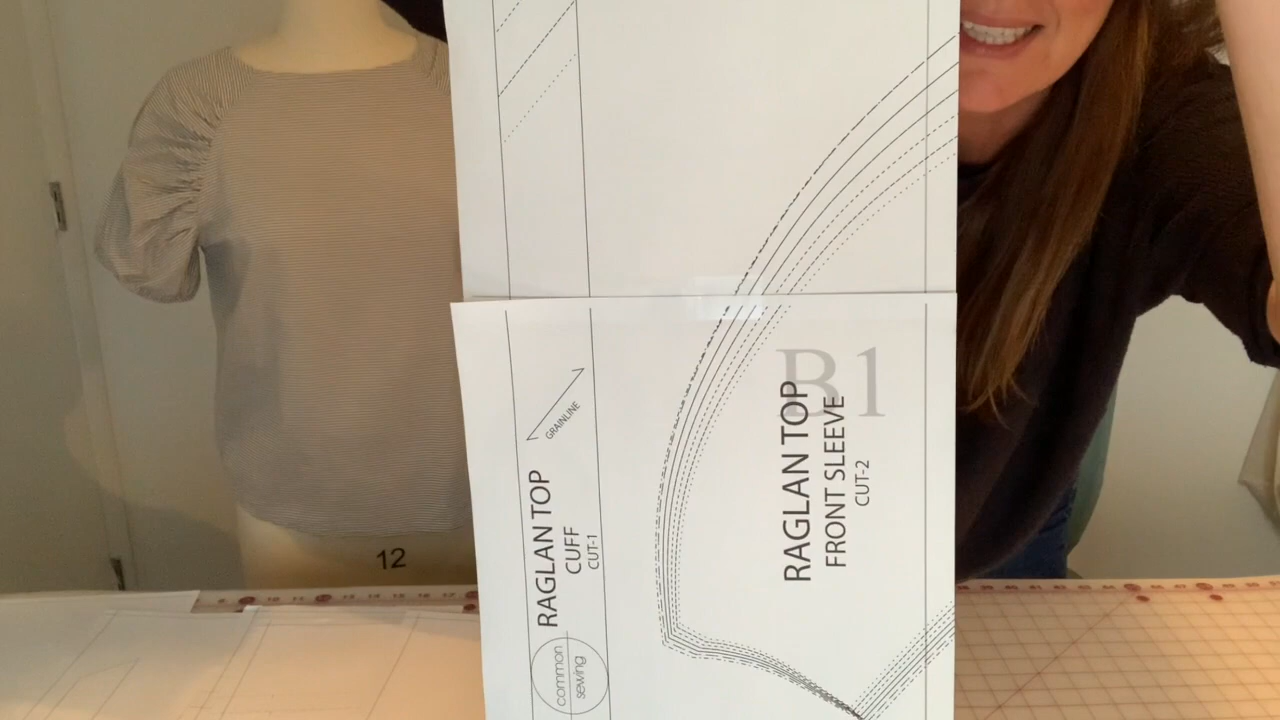 12
GRAINLINE
RAGLAN TOP
CUFF
CUT-1
common
sewing
B1
RAGLAN TOP
FRONT SLEEVE
CUT-2